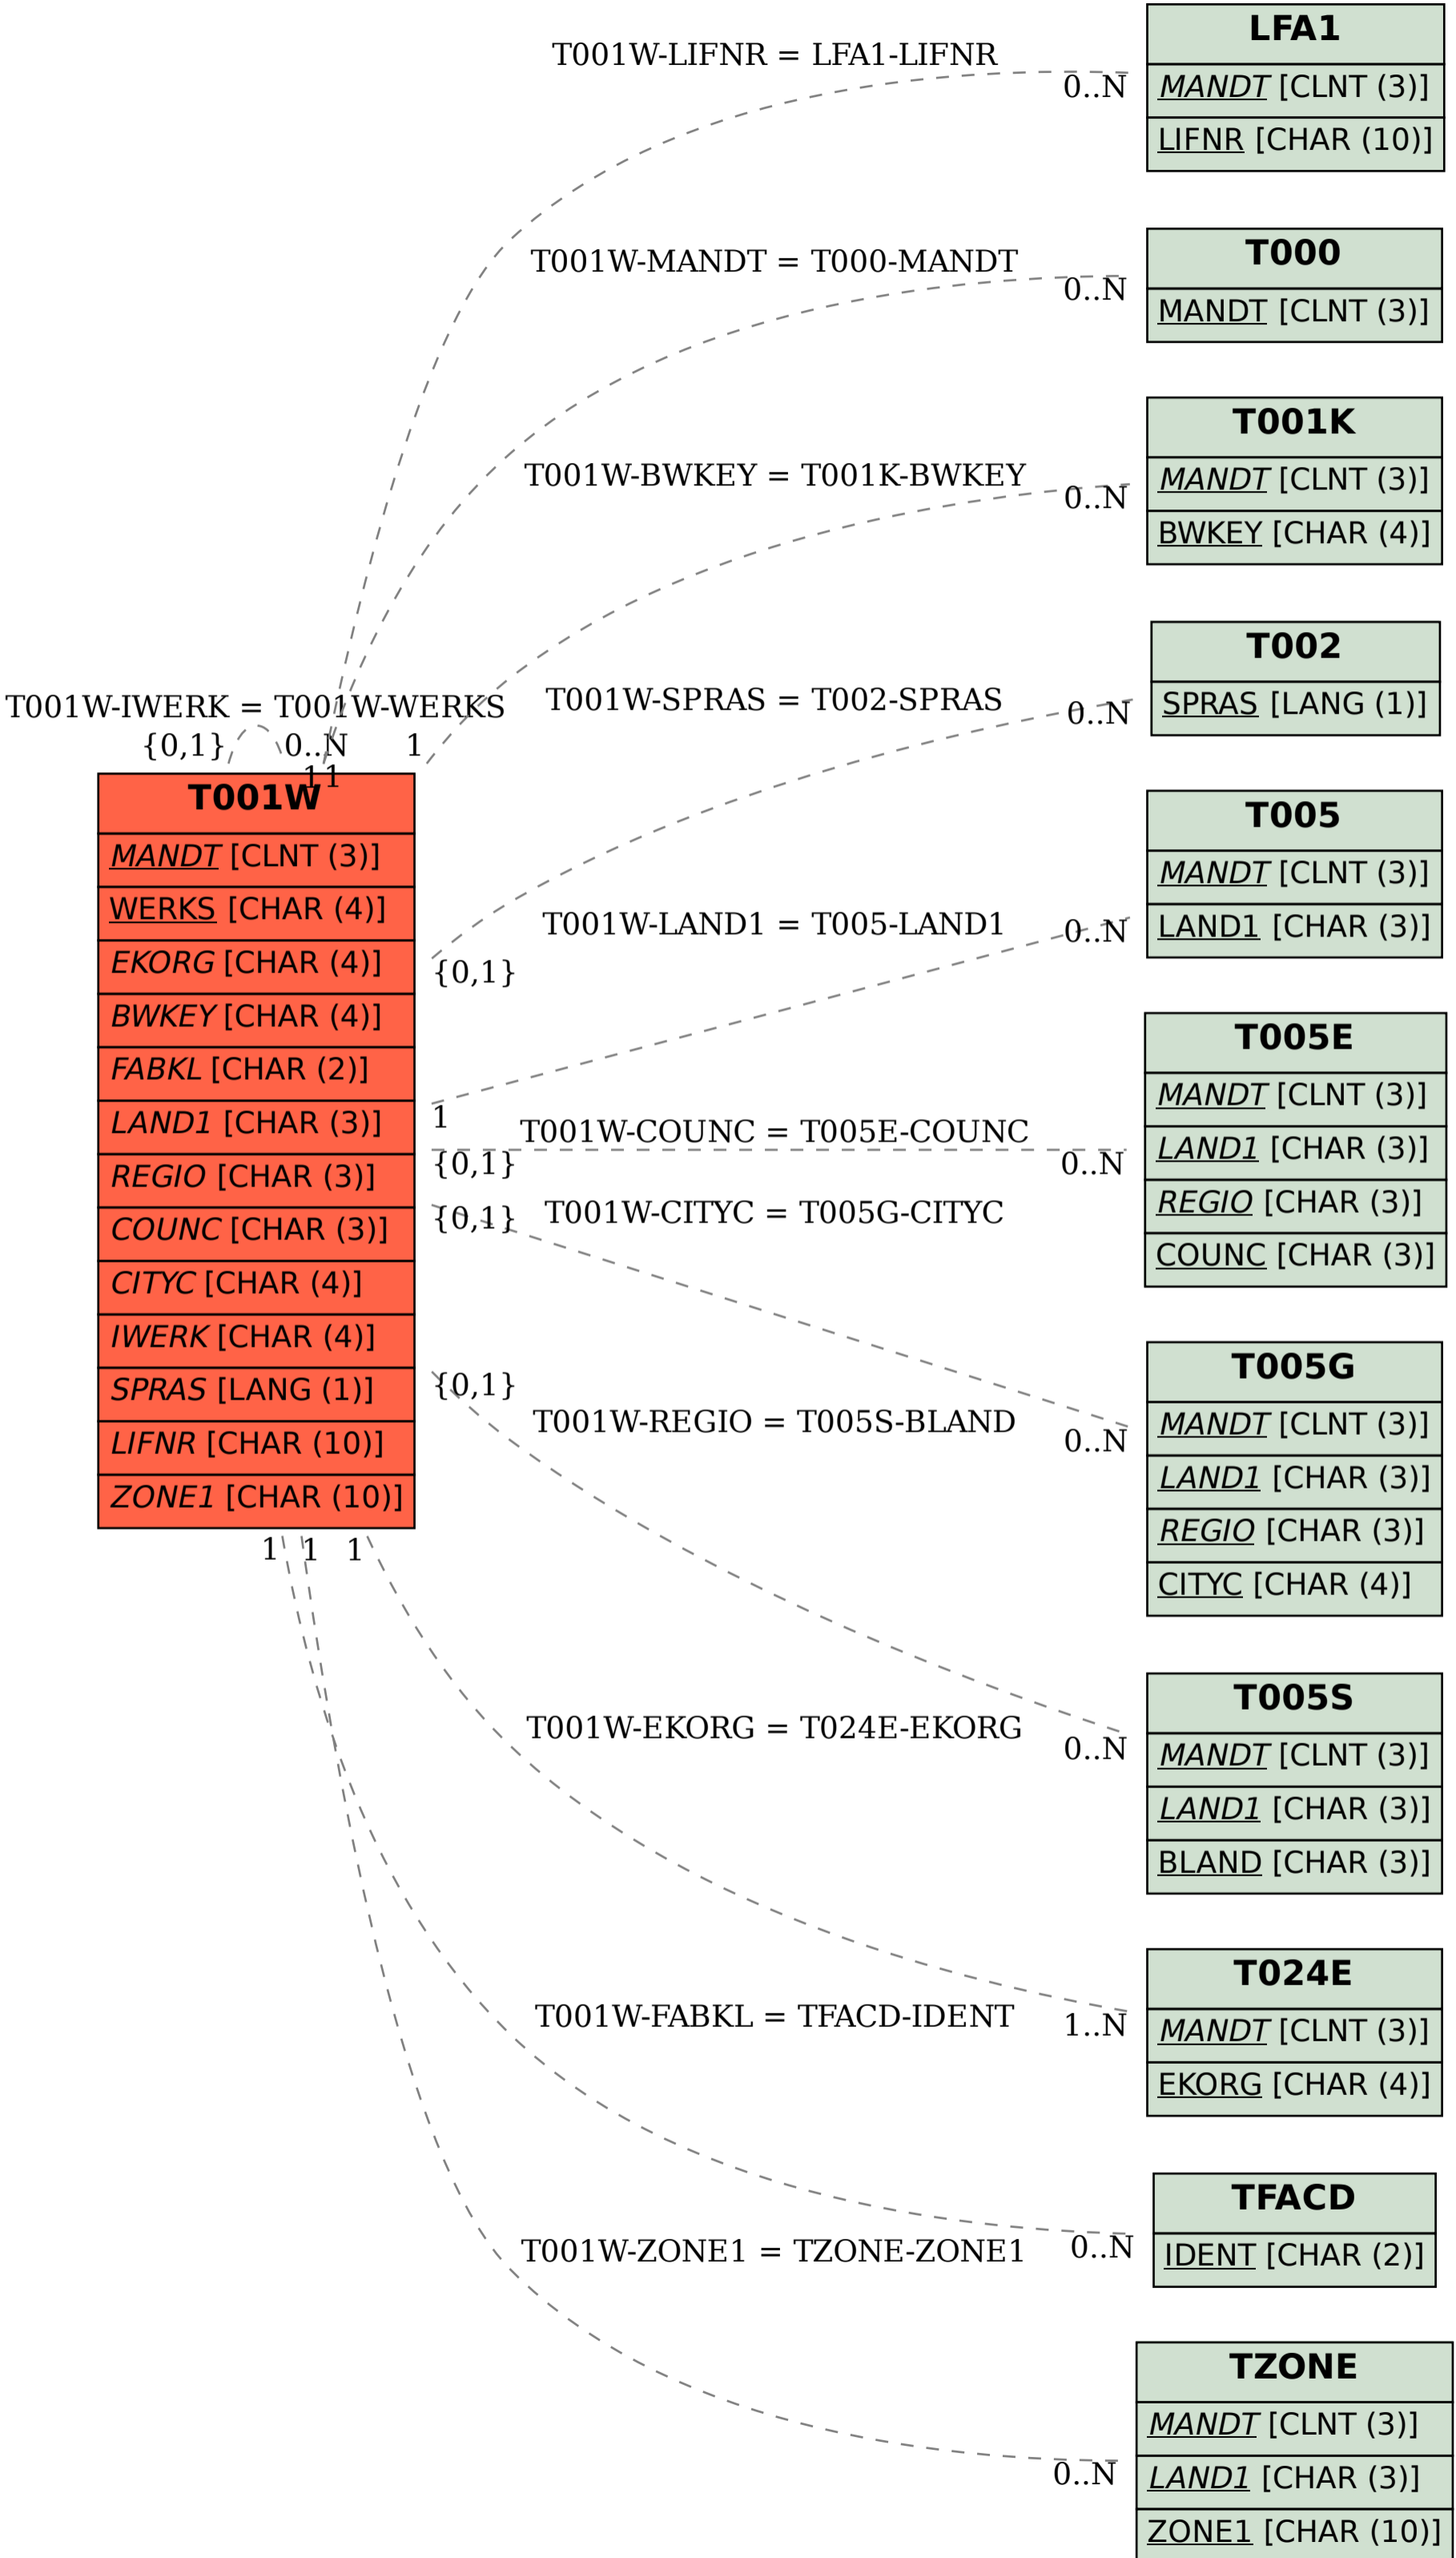 LFA1
MANDT [CLNT (3)]
LIFNR [CHAR (10)]
T001W-LIFNR = LFA1-LIFNR
0..N
T000
MANDT [CLNT (3)]
T001W-MANDT = T000-MANDT
0..N
T001K
MANDT [CLNT (3)]
BWKEY [CHAR (4)]
T001W-BWKEY = T001K-BWKEY
0..N
T002
SPRAS [LANG (1)]
T001W-SPRAS = T002-SPRAS
0..N
T001W-IWERK = T001W-WERKS
{0,1}
0..N
1
1
1
T001W
MANDT [CLNT (3)]
WERKS [CHAR (4)]
EKORG [CHAR (4)]
BWKEY [CHAR (4)]
FABKL [CHAR (2)]
LAND1 [CHAR (3)]
REGIO [CHAR (3)]
COUNC [CHAR (3)]
CITYC [CHAR (4)]
IWERK [CHAR (4)]
SPRAS [LANG (1)]
LIFNR [CHAR (10)]
ZONE1 [CHAR (10)]
{0,1}
1
{0,1}
{0,1}
{0,1}
1
1
1
T005
MANDT [CLNT (3)]
LAND1 [CHAR (3)]
T001W-LAND1 = T005-LAND1
0..N
T005E
MANDT [CLNT (3)]
LAND1 [CHAR (3)]
REGIO [CHAR (3)]
COUNC [CHAR (3)]
T001W-COUNC = T005E-COUNC
0..N
T001W-CITYC = T005G-CITYC
T005G
MANDT [CLNT (3)]
LAND1 [CHAR (3)]
REGIO [CHAR (3)]
CITYC [CHAR (4)]
0..N
T001W-REGIO = T005S-BLAND
T005S
MANDT [CLNT (3)]
LAND1 [CHAR (3)]
BLAND [CHAR (3)]
0..N
T001W-EKORG = T024E-EKORG
T024E
MANDT [CLNT (3)]
EKORG [CHAR (4)]
1..N
T001W-FABKL = TFACD-IDENT
TFACD
IDENT [CHAR (2)]
0..N
T001W-ZONE1 = TZONE-ZONE1
TZONE
MANDT [CLNT (3)]
LAND1 [CHAR (3)]
ZONE1 [CHAR (10)]
0..N